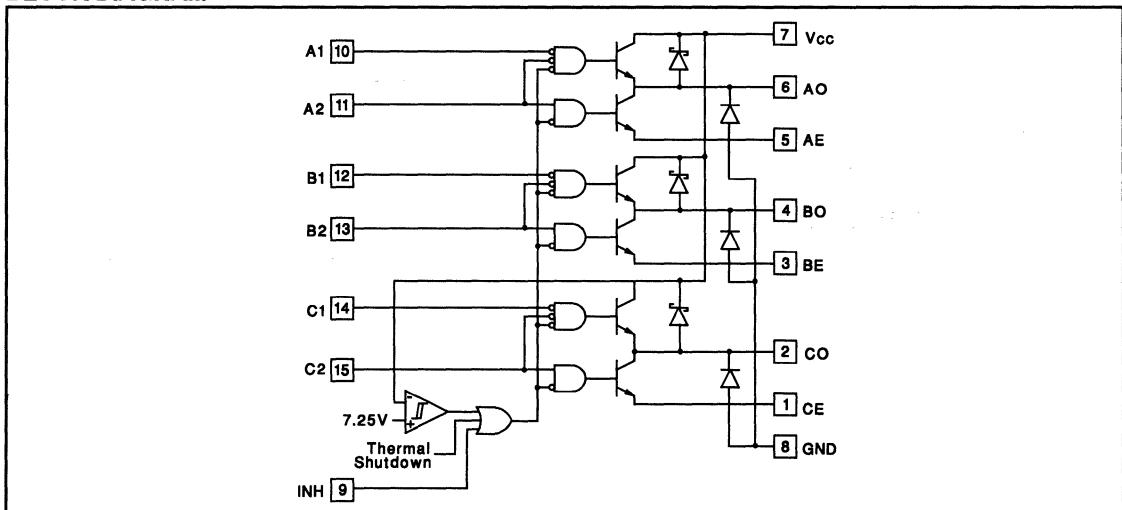 A1 10
7 Vcc
6 AO
A2 11
5 AE
B1 12
4 BO
B2 13
3 BE
C1 14
2 CO
C2 15
1 CE
- 
7.25V +
Thermal
Shutdown
8 GND
INH 9